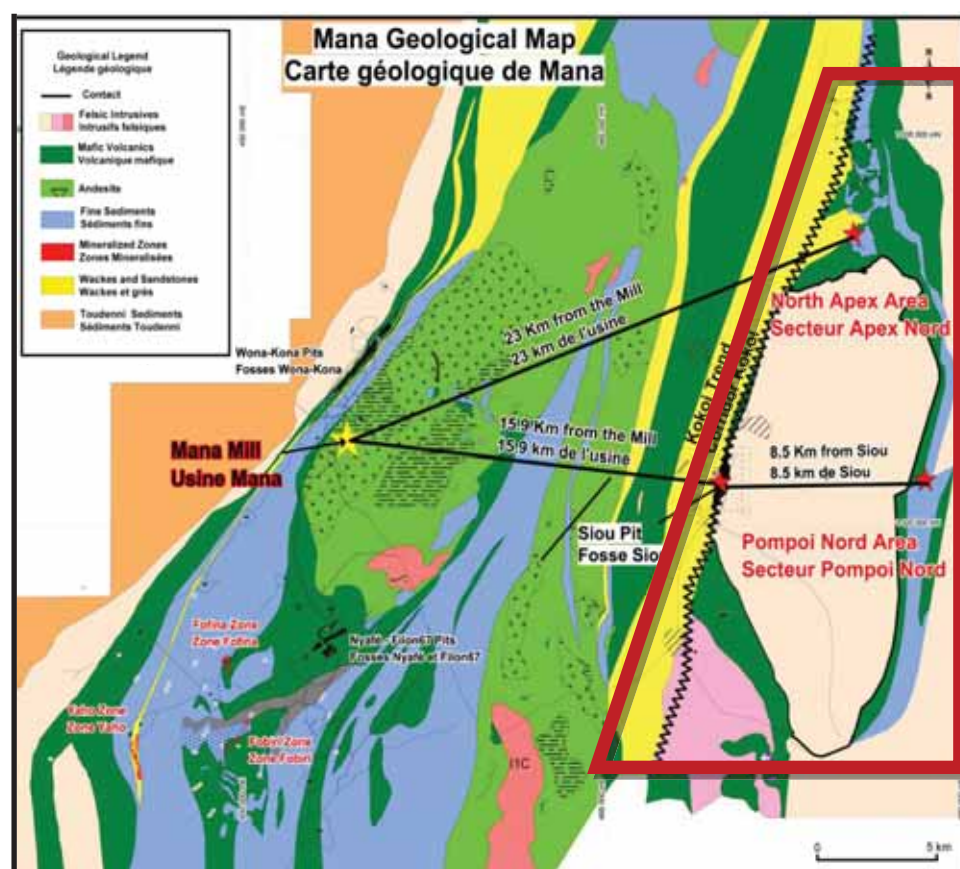 Mana Geological Map
Carte géologique de Mana
Geological Legend
Légende géologique
Contact
Felsic Intrusives
Intrusifs felsiques
Mafic Volcanics
Volcanique mafique
Andesite
Fine Sediments
Sédiments fins
Mineralized Zones
Zones Mineralisées
Wackes and Sandstones
Wackes et grès
Toudenni Sediments
Sédiments Toudenni
N
Wona-Kona Pits
Fosses Wona-Kona
23 Km from the Mill
23 km de l'usine
North Apex Area
Secteur Apex Nord
Kokoi Trend
Mana Mill
Usine Mana
15.9 Km from the Mill
15.9 km de l'usine
8.5 Km from Siou
8.5 km de Siou
Siou Pit
Fosse Siou
Pompoi Nord Area
Secteur Pompoi Nord
Fofina Zone
Zone Fofina
Nyafé - Filon67 Pits
Fosses Nyafé et Filon67
Yaho Zone
Zone Yaho
Fobiri Zone
Zone Fobiri
I1C
0 5 km